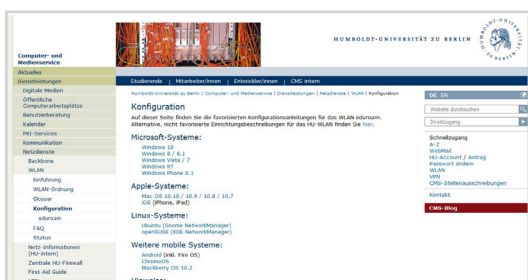 HUMBOLDT-UNIVERSITÄT ZU BERLIN
Computer- und
Medienservice
Aktuelles
Dienstleistungen
Digitale Medien
Öffentliche
Computerarbeitsplätze
Benutzerberatung
Kalender
PKI-Services
Kommunikation
Netzdienste
Backbone
WLAN
Einführung
WLAN-Ordnung
Glossar
Konfiguration
eduroam
FAQ
Status
Netz-Informationen
(HU-intern)
Zentrale HU-Firewall
First Aid Guide
Studierende | Mitarbeiter/innen | Entwickler/innen | CMS intern
Humboldt-Universität zu Berlin | Computer- und Medienservice | Dienstleistungen | Netzdienste | WLAN | Konfiguration
Konfiguration
Auf dieser Seite finden Sie die favorisierten Konfigurationsanleitungen für das WLAN eduroam.
Alternative, nicht favorisierte Einrichtungsbeschreibungen für das HU-WLAN finden Sie hier.
Microsoft-Systeme:
Windows 10
Windows 8 / 8.1
Windows Vista / 7
Windows RT
Windows Phone 8.1
Apple-Systeme:
Mac OS 10.10 / 10.9 / 10.8 / 10.7
iOS (iPhone, iPad)
Linux-Systeme:
Ubuntu (Gnome NetworkManager)
openSUSE (KDE NetworkManager)
Weitere mobile Systeme:
Android (inkl. Fire OS)
ChromeOS
Blackberry OS 10.2
Hinweise:
DE EN
Website durchsuchen
Direktzugang
Schnellzugang
A-Z
WebMail
HU-Account / Antrag
Passwort ändern
WLAN
VPN
CMS-Stellenausschreibungen
Kontakt
CMS-Blog